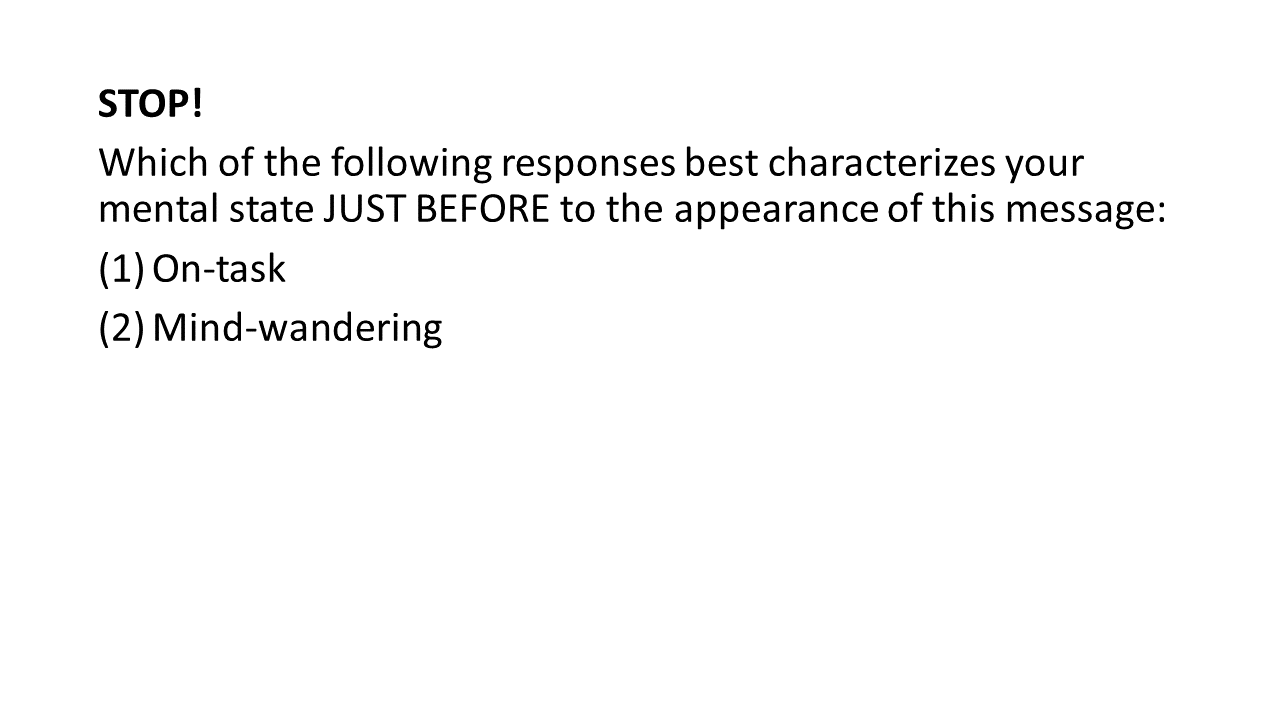 STOP!
Which of the following responses best characterizes your
mental state JUST BEFORE to the appearance of this message:
(1) On-task
(2) Mind-wandering